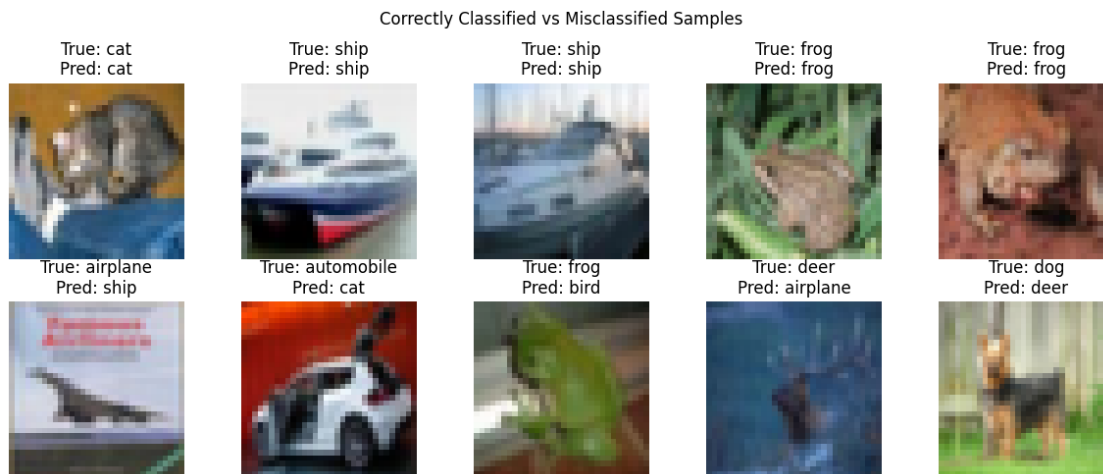 Correctly Classified vs Misclassified Samples
True: cat
Pred: cat
True: ship
Pred: ship
True: ship
Pred: ship
True: frog
Pred: frog
True: frog
Pred: frog
True: airplane
Pred: ship
True: automobile
Pred: cat
True: frog
Pred: bird
True: deer
Pred: airplane
True: dog
Pred: deer